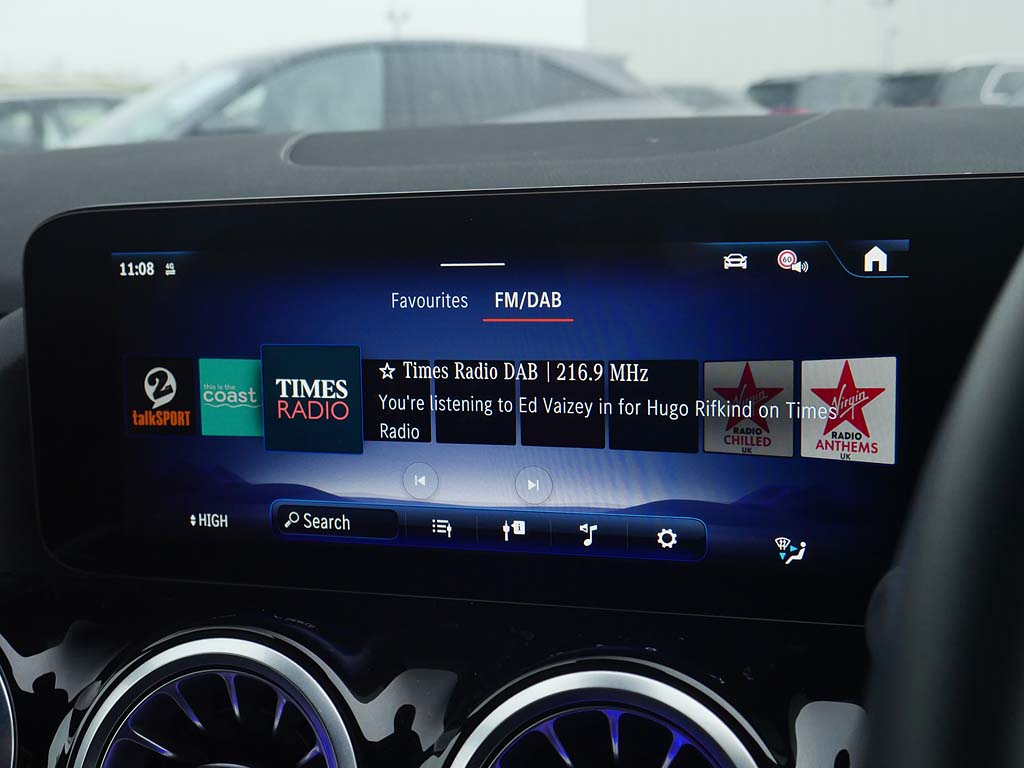 11:08 4G
60
Favourites FM/DAB
2
talkSPORT
this is the
coast
TIMES
RADIO
Times Radio DAB | 216.9 MHz
You're listening to Ed Vaizey in for Hugo Rifkind on Times
Radio
Virgin
RADIO
CHILLED
UK
Virgin
RADIO
ANTHEMS
UK
HIGH
Search